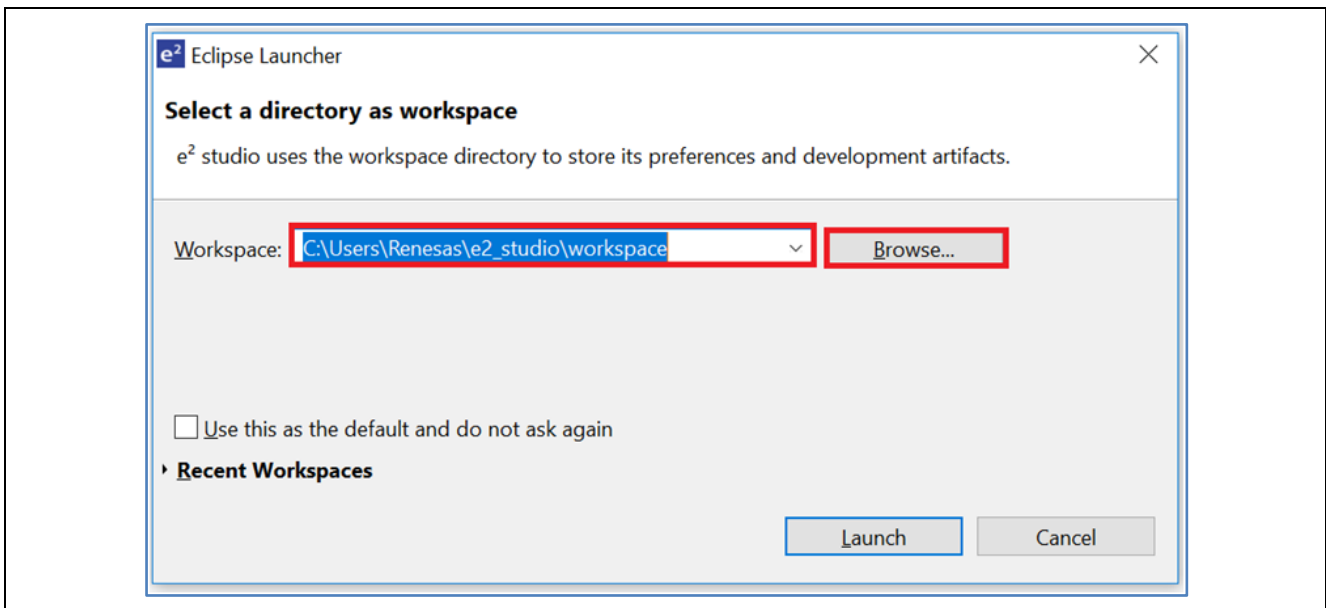 e² Eclipse Launcher
Select a directory as workspace
e² studio uses the workspace directory to store its preferences and development artifacts.
Workspace: C:\Users\Renesas\e2_studio\workspace Browse...
Use this as the default and do not ask again
Recent Workspaces
Launch Cancel